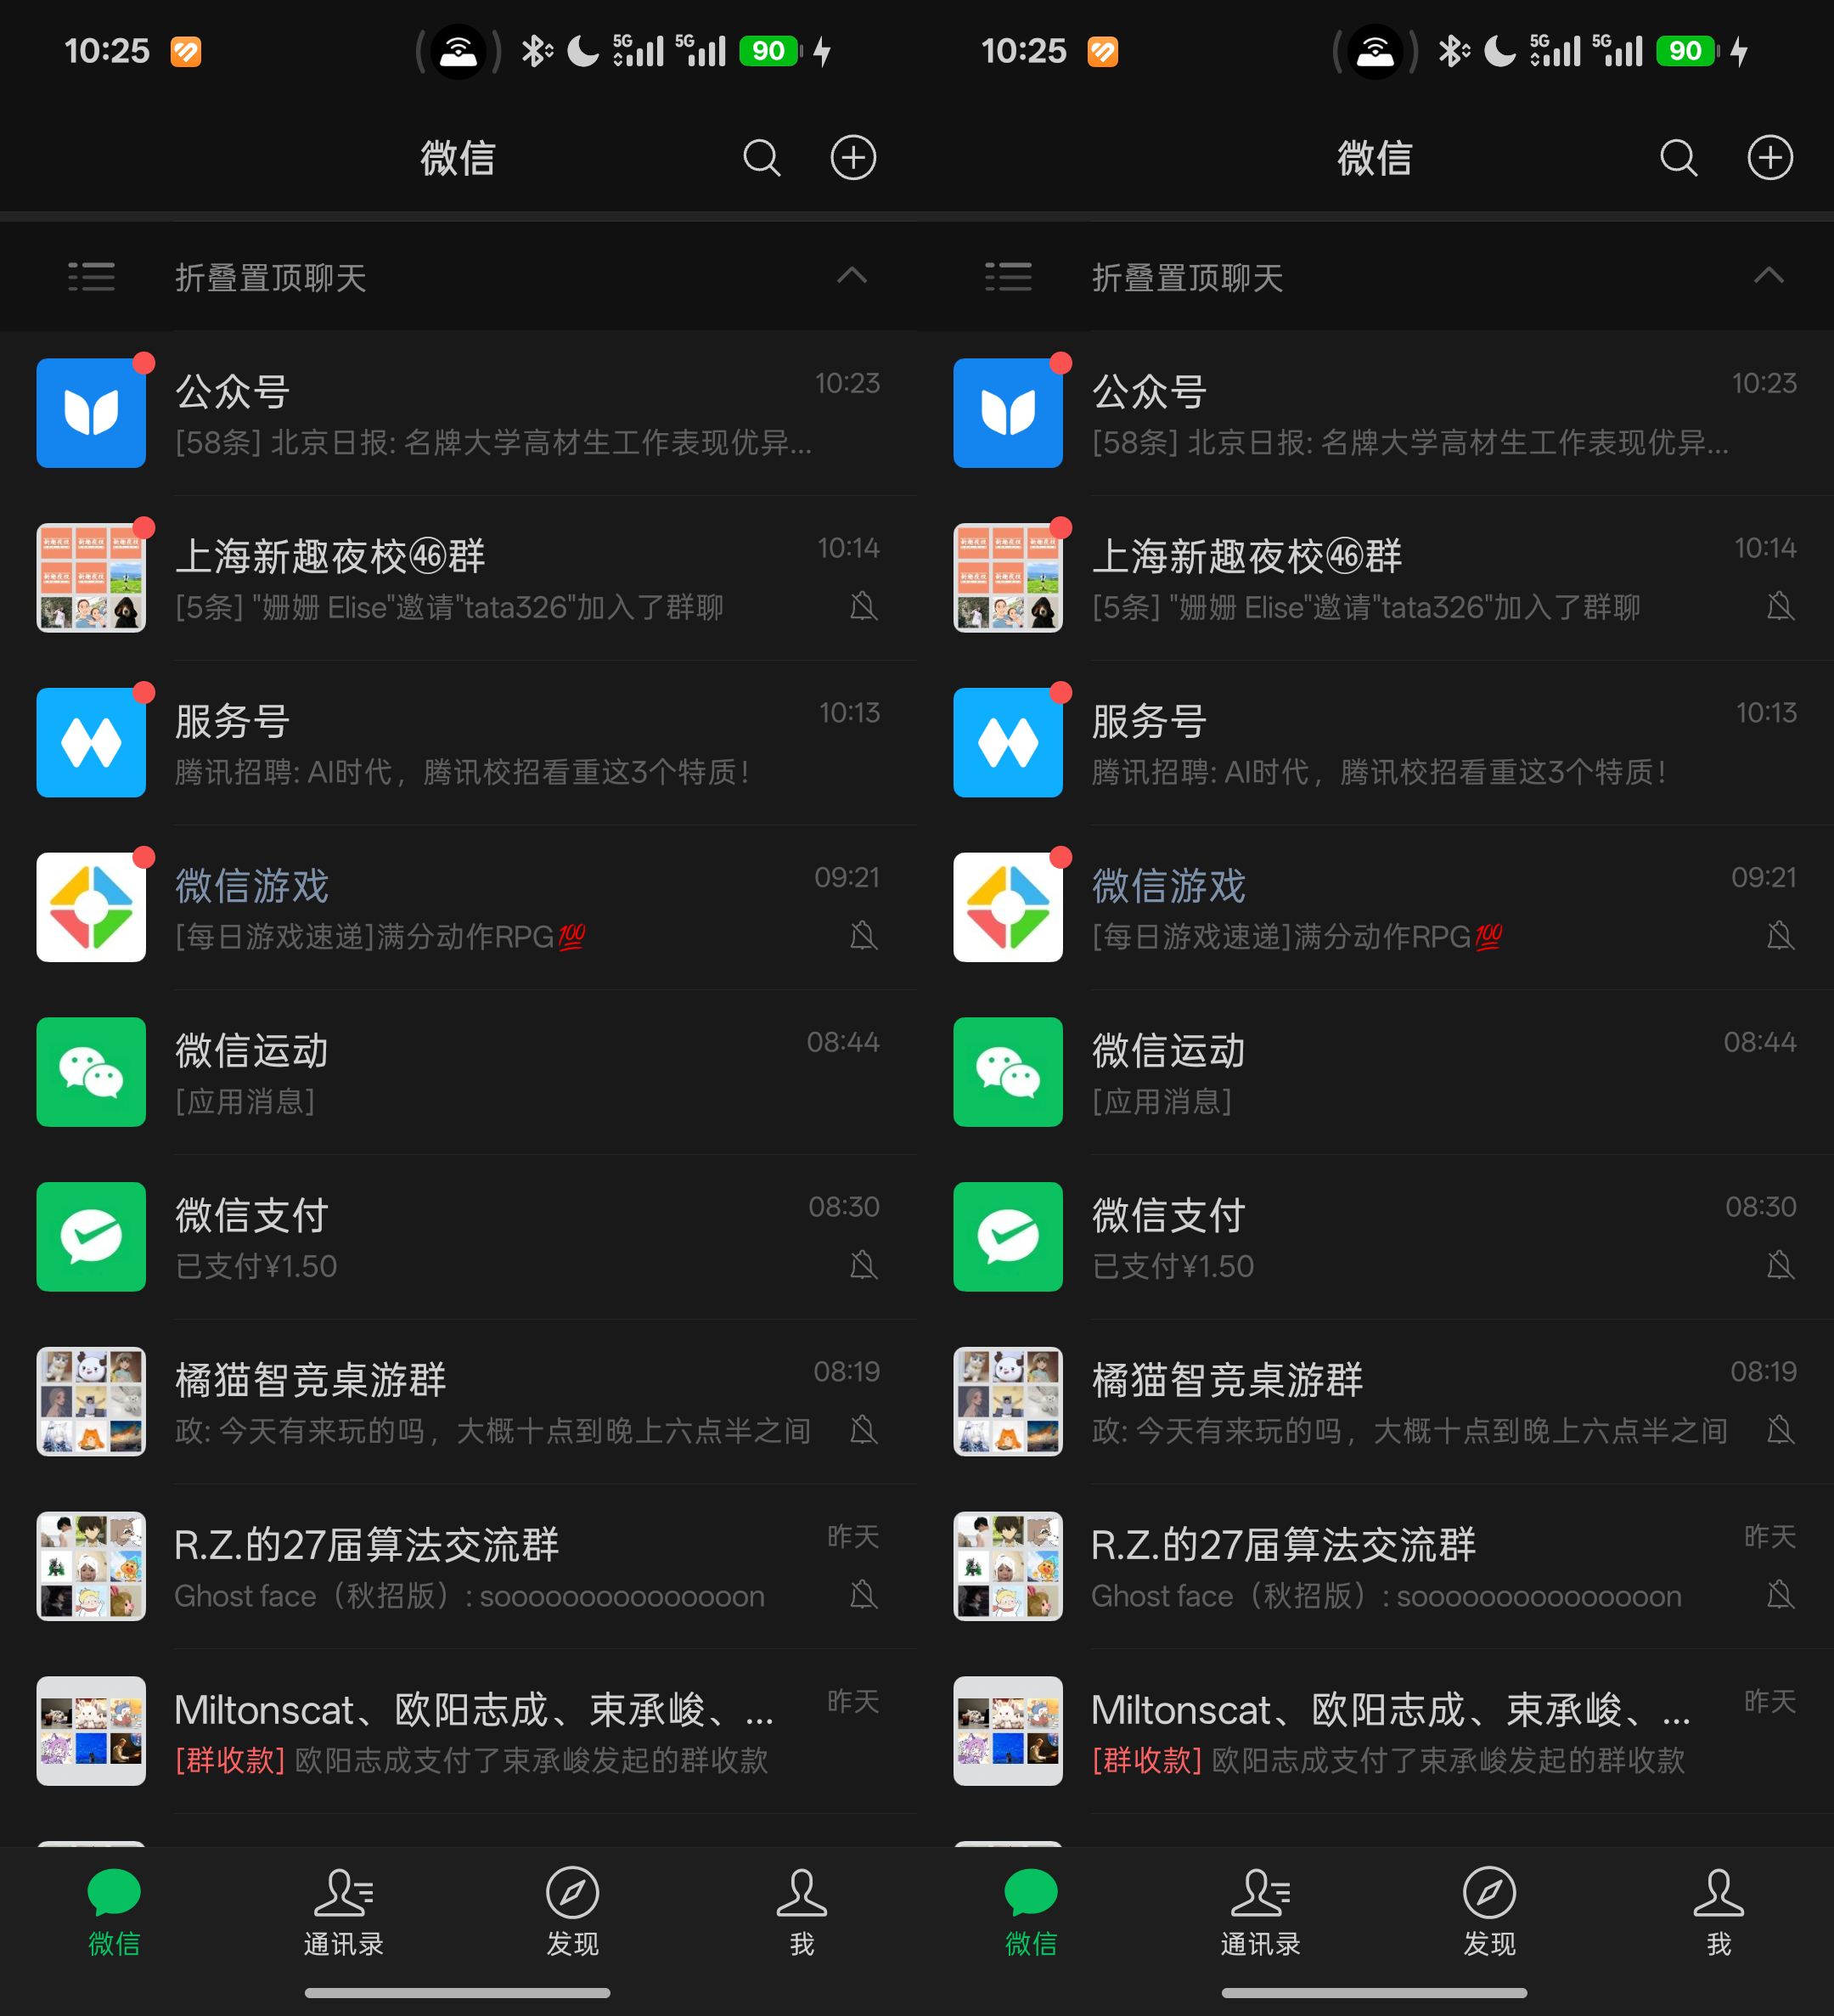 10:25
5G 5G 90
微信
折叠置顶聊天
公众号 10:23
[58条] 北京日报: 名牌大学高材生工作表现优异...
上海新趣夜校㊻群 10:14
[5条] "姗姗 Elise"邀请"tata326"加入了群聊
服务号 10:13
腾讯招聘: AI时代，腾讯校招看重这3个特质！
微信游戏 09:21
[每日游戏速递]满分动作RPG💯
微信运动 08:44
[应用消息]
微信支付 08:30
已支付¥1.50
橘猫智竞桌游群 08:19
政: 今天有来玩的吗，大概十点到晚上六点半之间
R.Z.的27届算法交流群 昨天
Ghost face（秋招版）: soooooooooooooooon
Miltonscat、欧阳志成、束承峻、... 昨天
[群收款] 欧阳志成支付了束承峻发起的群收款
微信 通讯录 发现 我
10:25
5G 5G 90
微信
折叠置顶聊天
公众号 10:23
[58条] 北京日报: 名牌大学高材生工作表现优异...
上海新趣夜校㊻群 10:14
[5条] "姗姗 Elise"邀请"tata326"加入了群聊
服务号 10:13
腾讯招聘: AI时代，腾讯校招看重这3个特质！
微信游戏 09:21
[每日游戏速递]满分动作RPG💯
微信运动 08:44
[应用消息]
微信支付 08:30
已支付¥1.50
橘猫智竞桌游群 08:19
政: 今天有来玩的吗，大概十点到晚上六点半之间
R.Z.的27届算法交流群 昨天
Ghost face（秋招版）: soooooooooooooooon
Miltonscat、欧阳志成、束承峻、... 昨天
[群收款] 欧阳志成支付了束承峻发起的群收款
微信 通讯录 发现 我